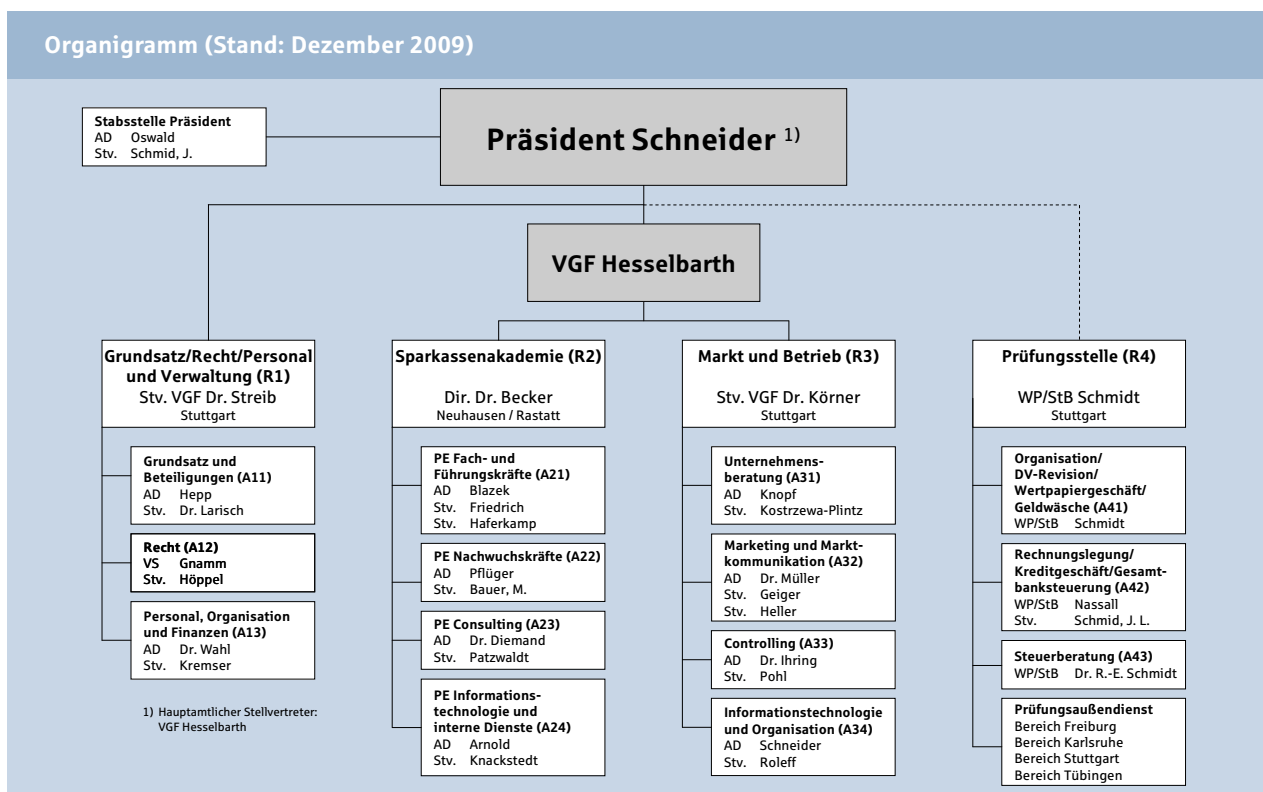 Organigramm (Stand: Dezember 2009)
Stabsstelle Präsident
AD Oswald
Stv. Schmid, J.
Präsident Schneider 1)
VGF Hesselbarth
Grundsatz/Recht/Personal
und Verwaltung (R1)
Stv. VGF Dr. Streib
Stuttgart
Grundsatz und
Beteiligungen (A11)
AD Hepp
Stv. Dr. Larisch
Recht (A12)
VS Gnamm
Stv. Höppel
Personal, Organisation
und Finanzen (A13)
AD Dr. Wahl
Stv. Kremser
1) Hauptamtlicher Stellvertreter:
VGF Hesselbarth
Sparkassenakademie (R2)
Dir. Dr. Becker
Neuhausen / Rastatt
PE Fach- und
Führungskräfte (A21)
AD Blazek
Stv. Friedrich
Stv. Haferkamp
PE Nachwuchskräfte (A22)
AD Pflüger
Stv. Bauer, M.
PE Consulting (A23)
AD Dr. Diemand
Stv. Patzwaldt
PE Informations-
technologie und
interne Dienste (A24)
AD Arnold
Stv. Knackstedt
Markt und Betrieb (R3)
Stv. VGF Dr. Körner
Stuttgart
Unternehmens-
beratung (A31)
AD Knopf
Stv. Kostrzewa-Plintz
Marketing und Markt-
kommunikation (A32)
AD Dr. Müller
Stv. Geiger
Stv. Heller
Controlling (A33)
AD Dr. Ihring
Stv. Pohl
Informationstechnologie
und Organisation (A34)
AD Schneider
Stv. Roleff
Prüfungsstelle (R4)
WP/StB Schmidt
Stuttgart
Organisation/
DV-Revision/
Wertpapiergeschäft/
Geldwäsche (A41)
WP/StB Schmidt
Rechnungslegung/
Kreditgeschäft/Gesamt-
banksteuerung (A42)
WP/StB Nassall
Stv. Schmid, J. L.
Steuerberatung (A43)
WP/StB Dr. R.-E. Schmidt
Prüfungsaußendienst
Bereich Freiburg
Bereich Karlsruhe
Bereich Stuttgart
Bereich Tübingen